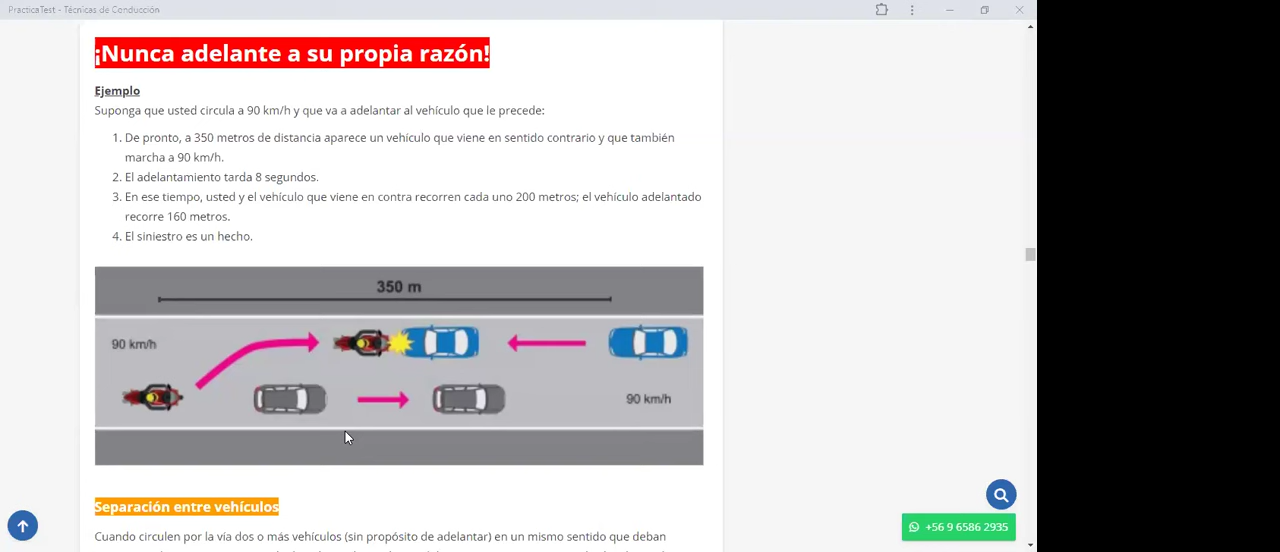 PracticaTest - Técnicas de Conducción
¡Nunca adelante a su propia razón!
Ejemplo
Suponga que usted circula a 90 km/h y que va a adelantar al vehículo que le precede:
1. De pronto, a 350 metros de distancia aparece un vehículo que viene en sentido contrario y que también
marcha a 90 km/h.
2. El adelantamiento tarda 8 segundos.
3. En ese tiempo, usted y el vehículo que viene en contra recorren cada uno 200 metros; el vehículo adelantado
recorre 160 metros.
4. El siniestro es un hecho.
350 m
90 km/h
90 km/h
Separación entre vehículos
+56 9 6586 2935
Cuando circulen por la vía dos o más vehículos (sin propósito de adelantar) en un mismo sentido que deban